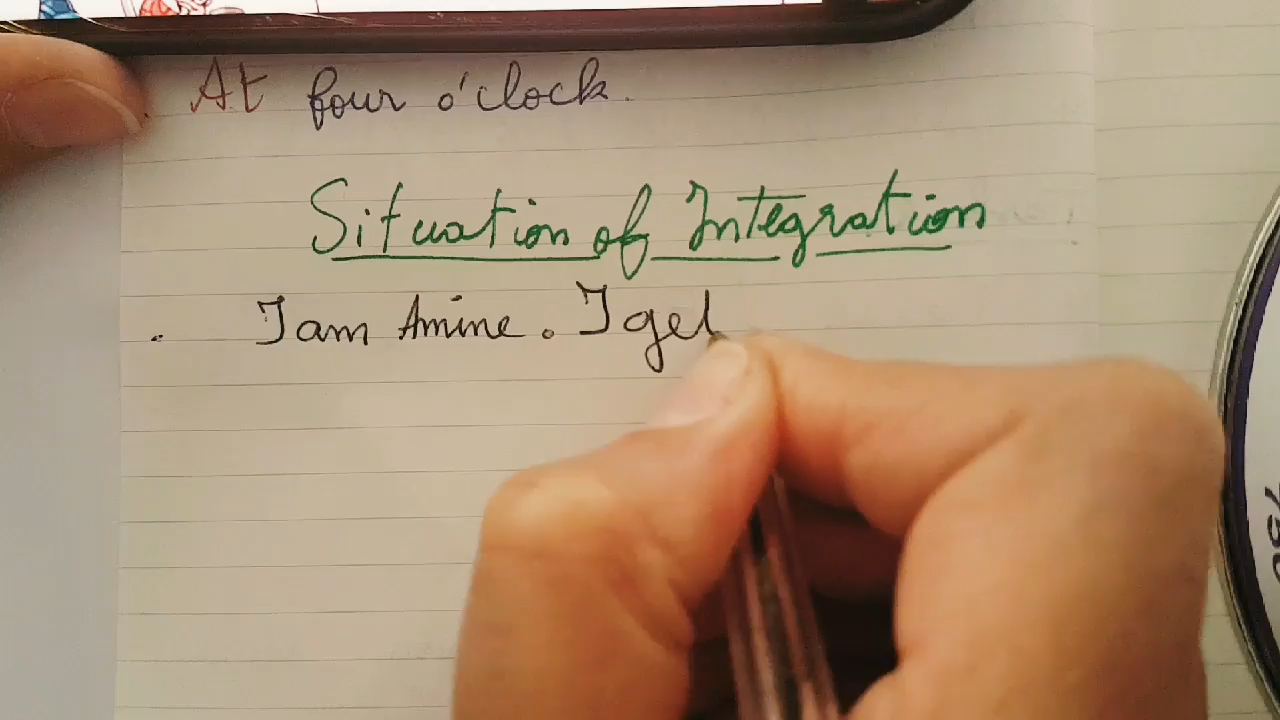 At four o'clock.
Situation of Integration
. I am Amine. I get